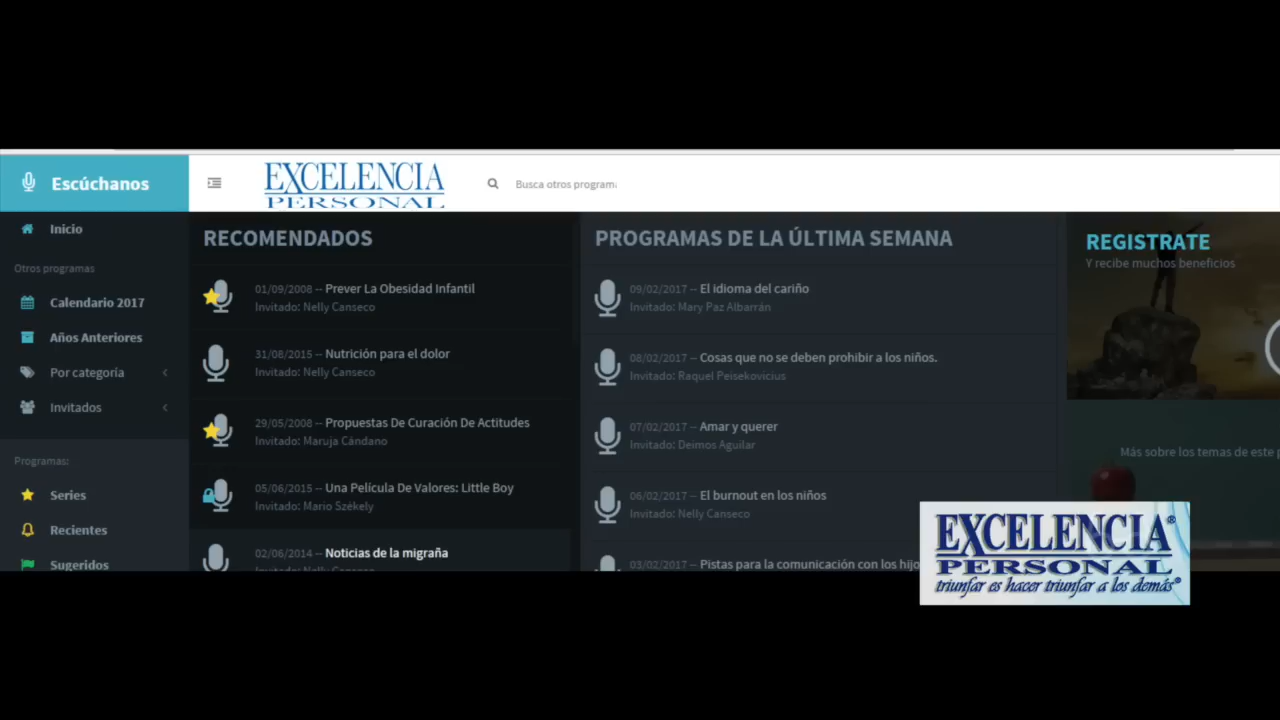 Escúchanos
EXCELENCIA
PERSONAL
Busca otros programa
Inicio
Otros programas
Calendario 2017
Años Anteriores
Por categoría
Invitados
Programas:
Series
Recientes
Sugeridos
RECOMENDADOS
01/09/2008 -- Prever La Obesidad Infantil
Invitado: Nelly Canseco
31/08/2015 -- Nutrición para el dolor
Invitado: Nelly Canseco
29/05/2008 -- Propuestas De Curación De Actitudes
Invitado: Maruja Cándano
05/06/2015 -- Una Película De Valores: Little Boy
Invitado: Mario Székely
02/06/2014 -- Noticias de la migraña
Invitado: Nelly Canseco
PROGRAMAS DE LA ÚLTIMA SEMANA
09/02/2017 -- El idioma del cariño
Invitado: Mary Paz Albarrán
08/02/2017 -- Cosas que no se deben prohibir a los niños.
Invitado: Raquel Peisekovicius
07/02/2017 -- Amar y querer
Invitado: Deimos Aguilar
06/02/2017 -- El burnout en los niños
Invitado: Nelly Canseco
03/02/2017 -- Pistas para la comunicación con los hijo
REGISTRATE
Y recibe muchos beneficios
Más sobre los temas de este p
EXCELENCIA®
PERSONAL
triunfar es hacer triunfar a los demás®